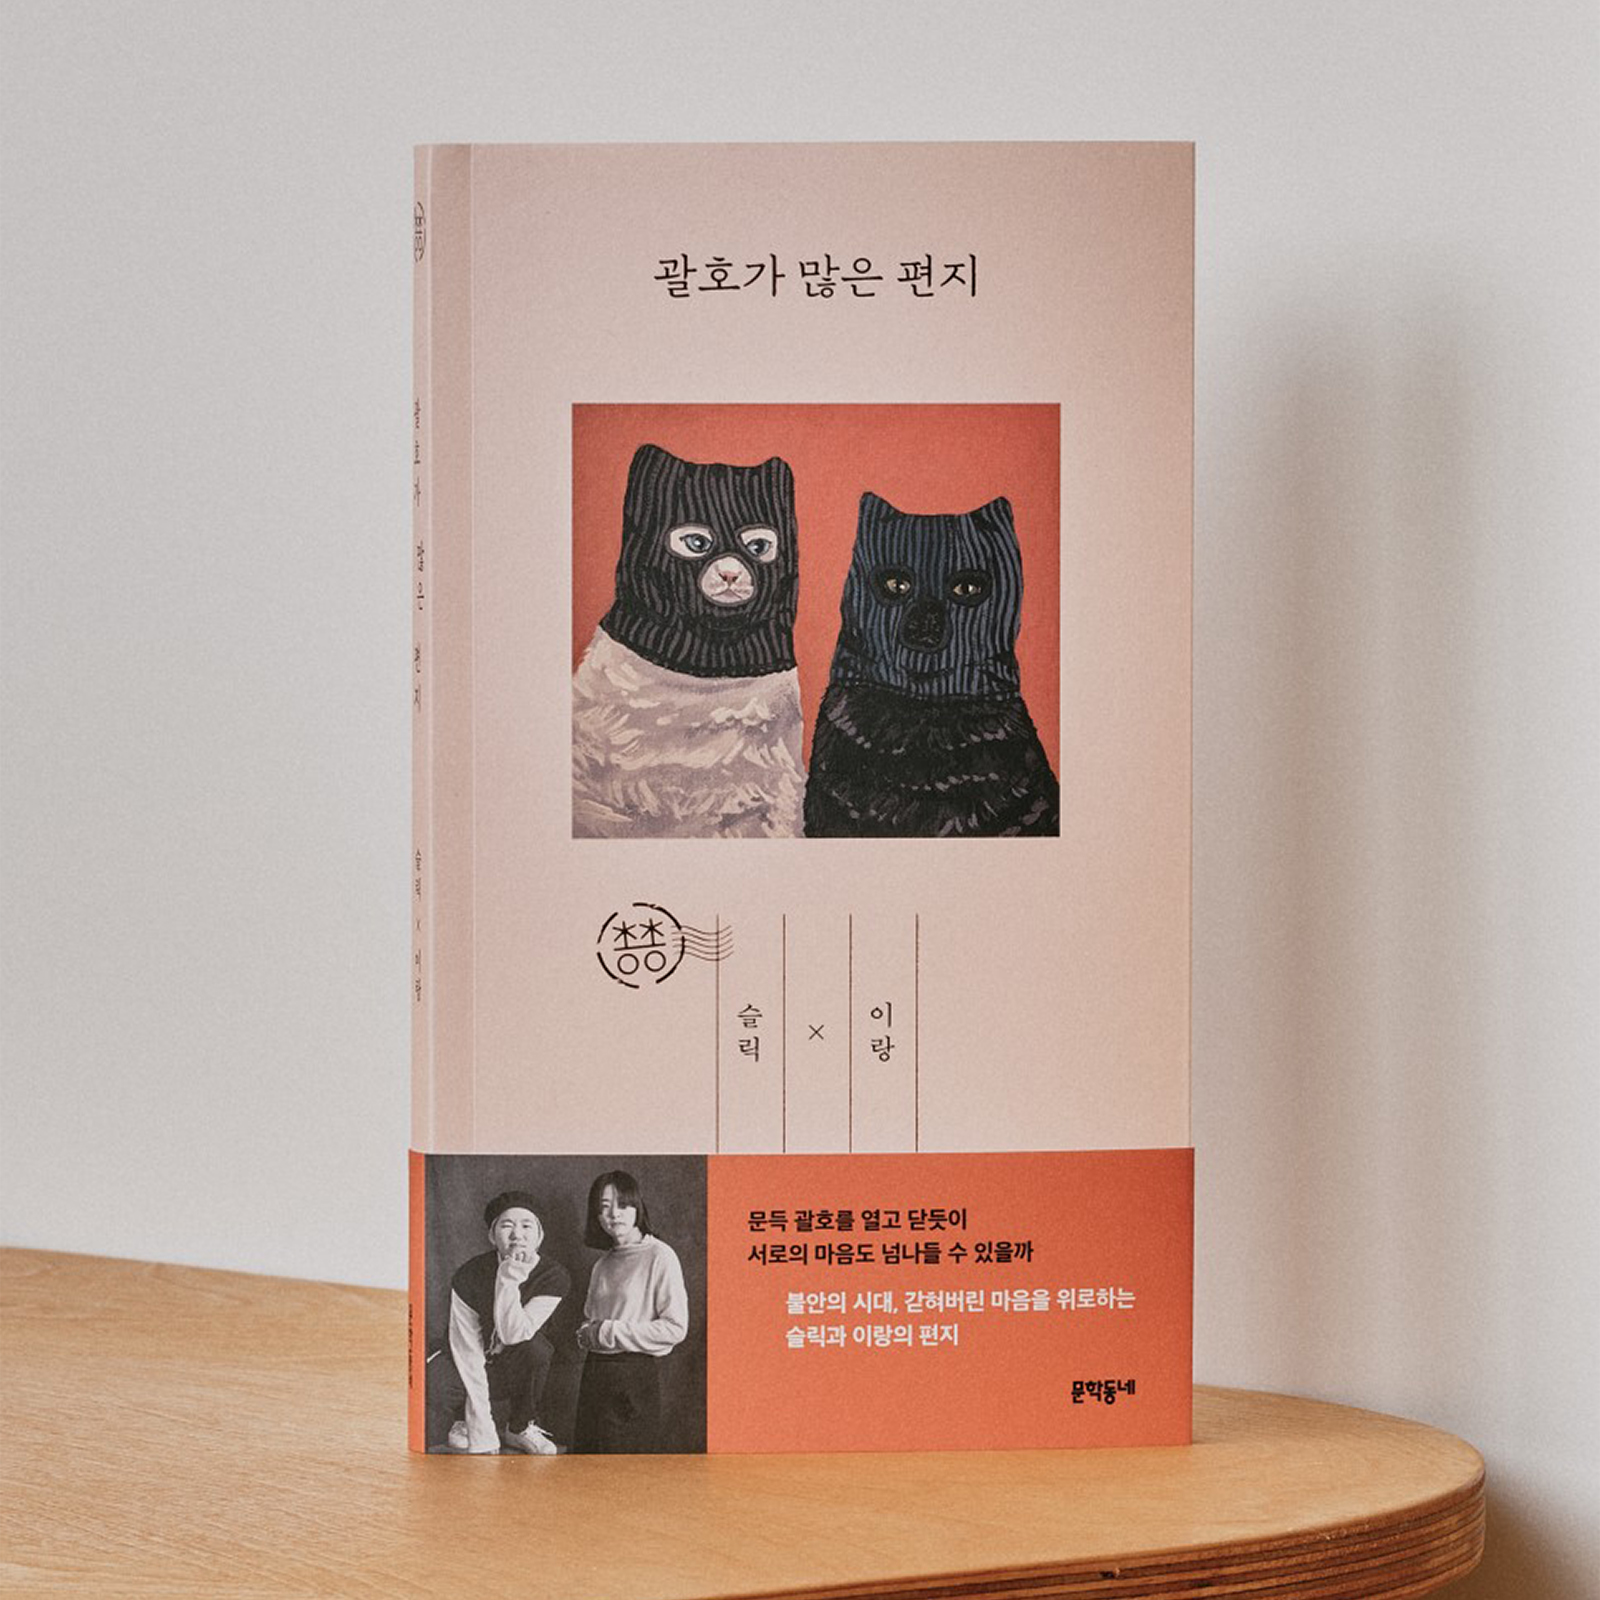 괄호가 많은 편지
총총
슬릭 × 이랑
문득 괄호를 열고 닫듯이
서로의 마음도 넘나들 수 있을까
불안의 시대, 갇혀버린 마음을 위로하는
슬릭과 이랑의 편지
문학동네